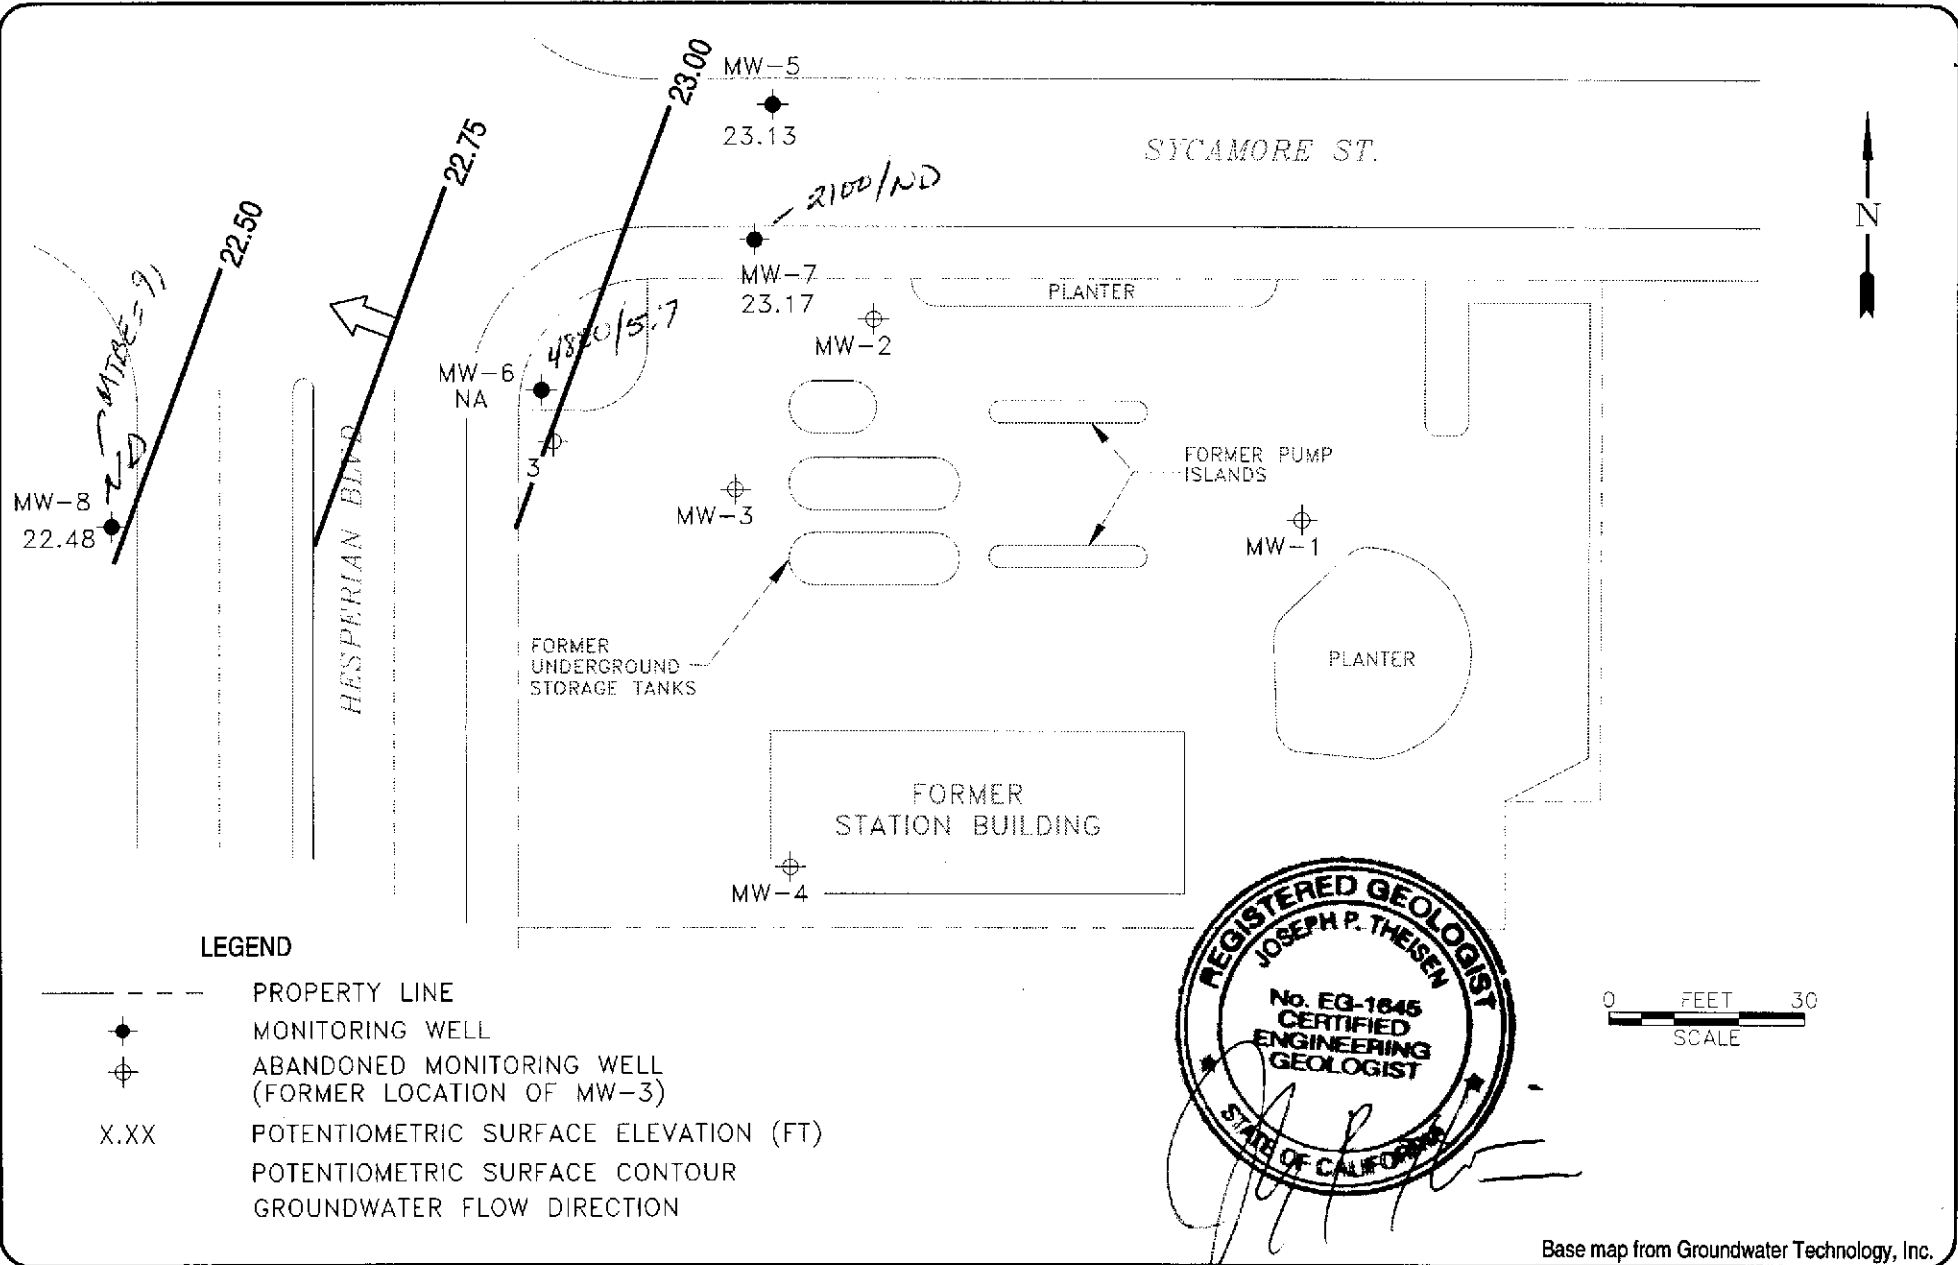 23.00
MW-5
23.13
22.75
SYCAMORE ST.
2100/ND
N
22.50
MW-7
23.17
PLANTER
MTBE=91
4820/5.7
MW-2
MW-6
NA
ND
3
FORMER PUMP
ISLANDS
MW-8
22.48
HESPERIAN BLVD
MW-3
MW-1
FORMER
UNDERGROUND
STORAGE TANKS
PLANTER
FORMER
STATION BUILDING
MW-4
LEGEND
PROPERTY LINE
MONITORING WELL
ABANDONED MONITORING WELL
(FORMER LOCATION OF MW-3)
X.XX POTENTIOMETRIC SURFACE ELEVATION (FT)
POTENTIOMETRIC SURFACE CONTOUR
GROUNDWATER FLOW DIRECTION
REGISTERED GEOLOGIST
JOSEPH P. THEISEN
No. EG-1645
CERTIFIED
ENGINEERING
GEOLOGIST
STATE OF CALIFORNIA
0 FEET 30
SCALE
Base map from Groundwater Technology, Inc.